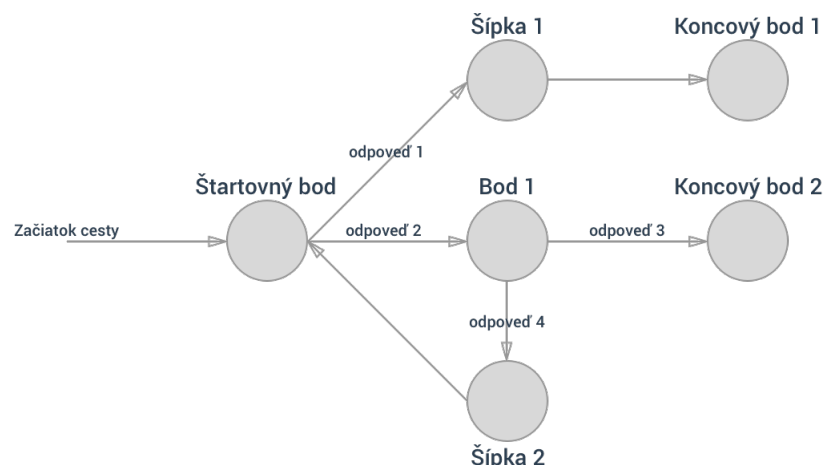 Šípka 1
Koncový bod 1
odpoveď 1
Štartovný bod
Bod 1
Koncový bod 2
Začiatok cesty
odpoveď 2
odpoveď 3
odpoveď 4
Šípka 2